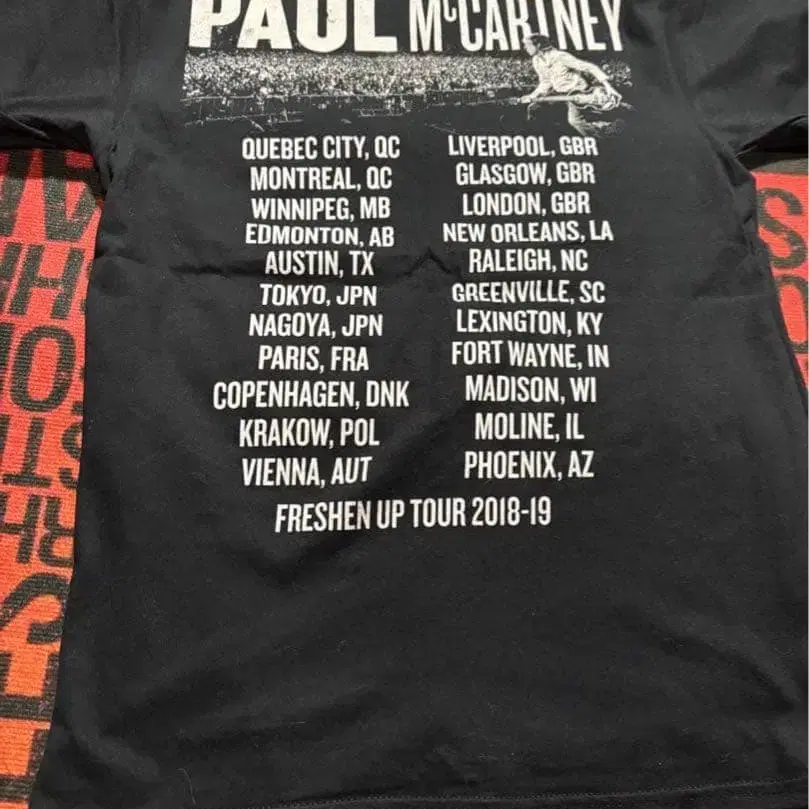 PAUL McCARTNEY
QUEBEC CITY, QC
MONTREAL, QC
WINNIPEG, MB
EDMONTON, AB
AUSTIN, TX
TOKYO, JPN
NAGOYA, JPN
PARIS, FRA
COPENHAGEN, DNK
KRAKOW, POL
VIENNA, AUT
LIVERPOOL, GBR
GLASGOW, GBR
LONDON, GBR
NEW ORLEANS, LA
RALEIGH, NC
GREENVILLE, SC
LEXINGTON, KY
FORT WAYNE, IN
MADISON, WI
MOLINE, IL
PHOENIX, AZ
FRESHEN UP TOUR 2018-19